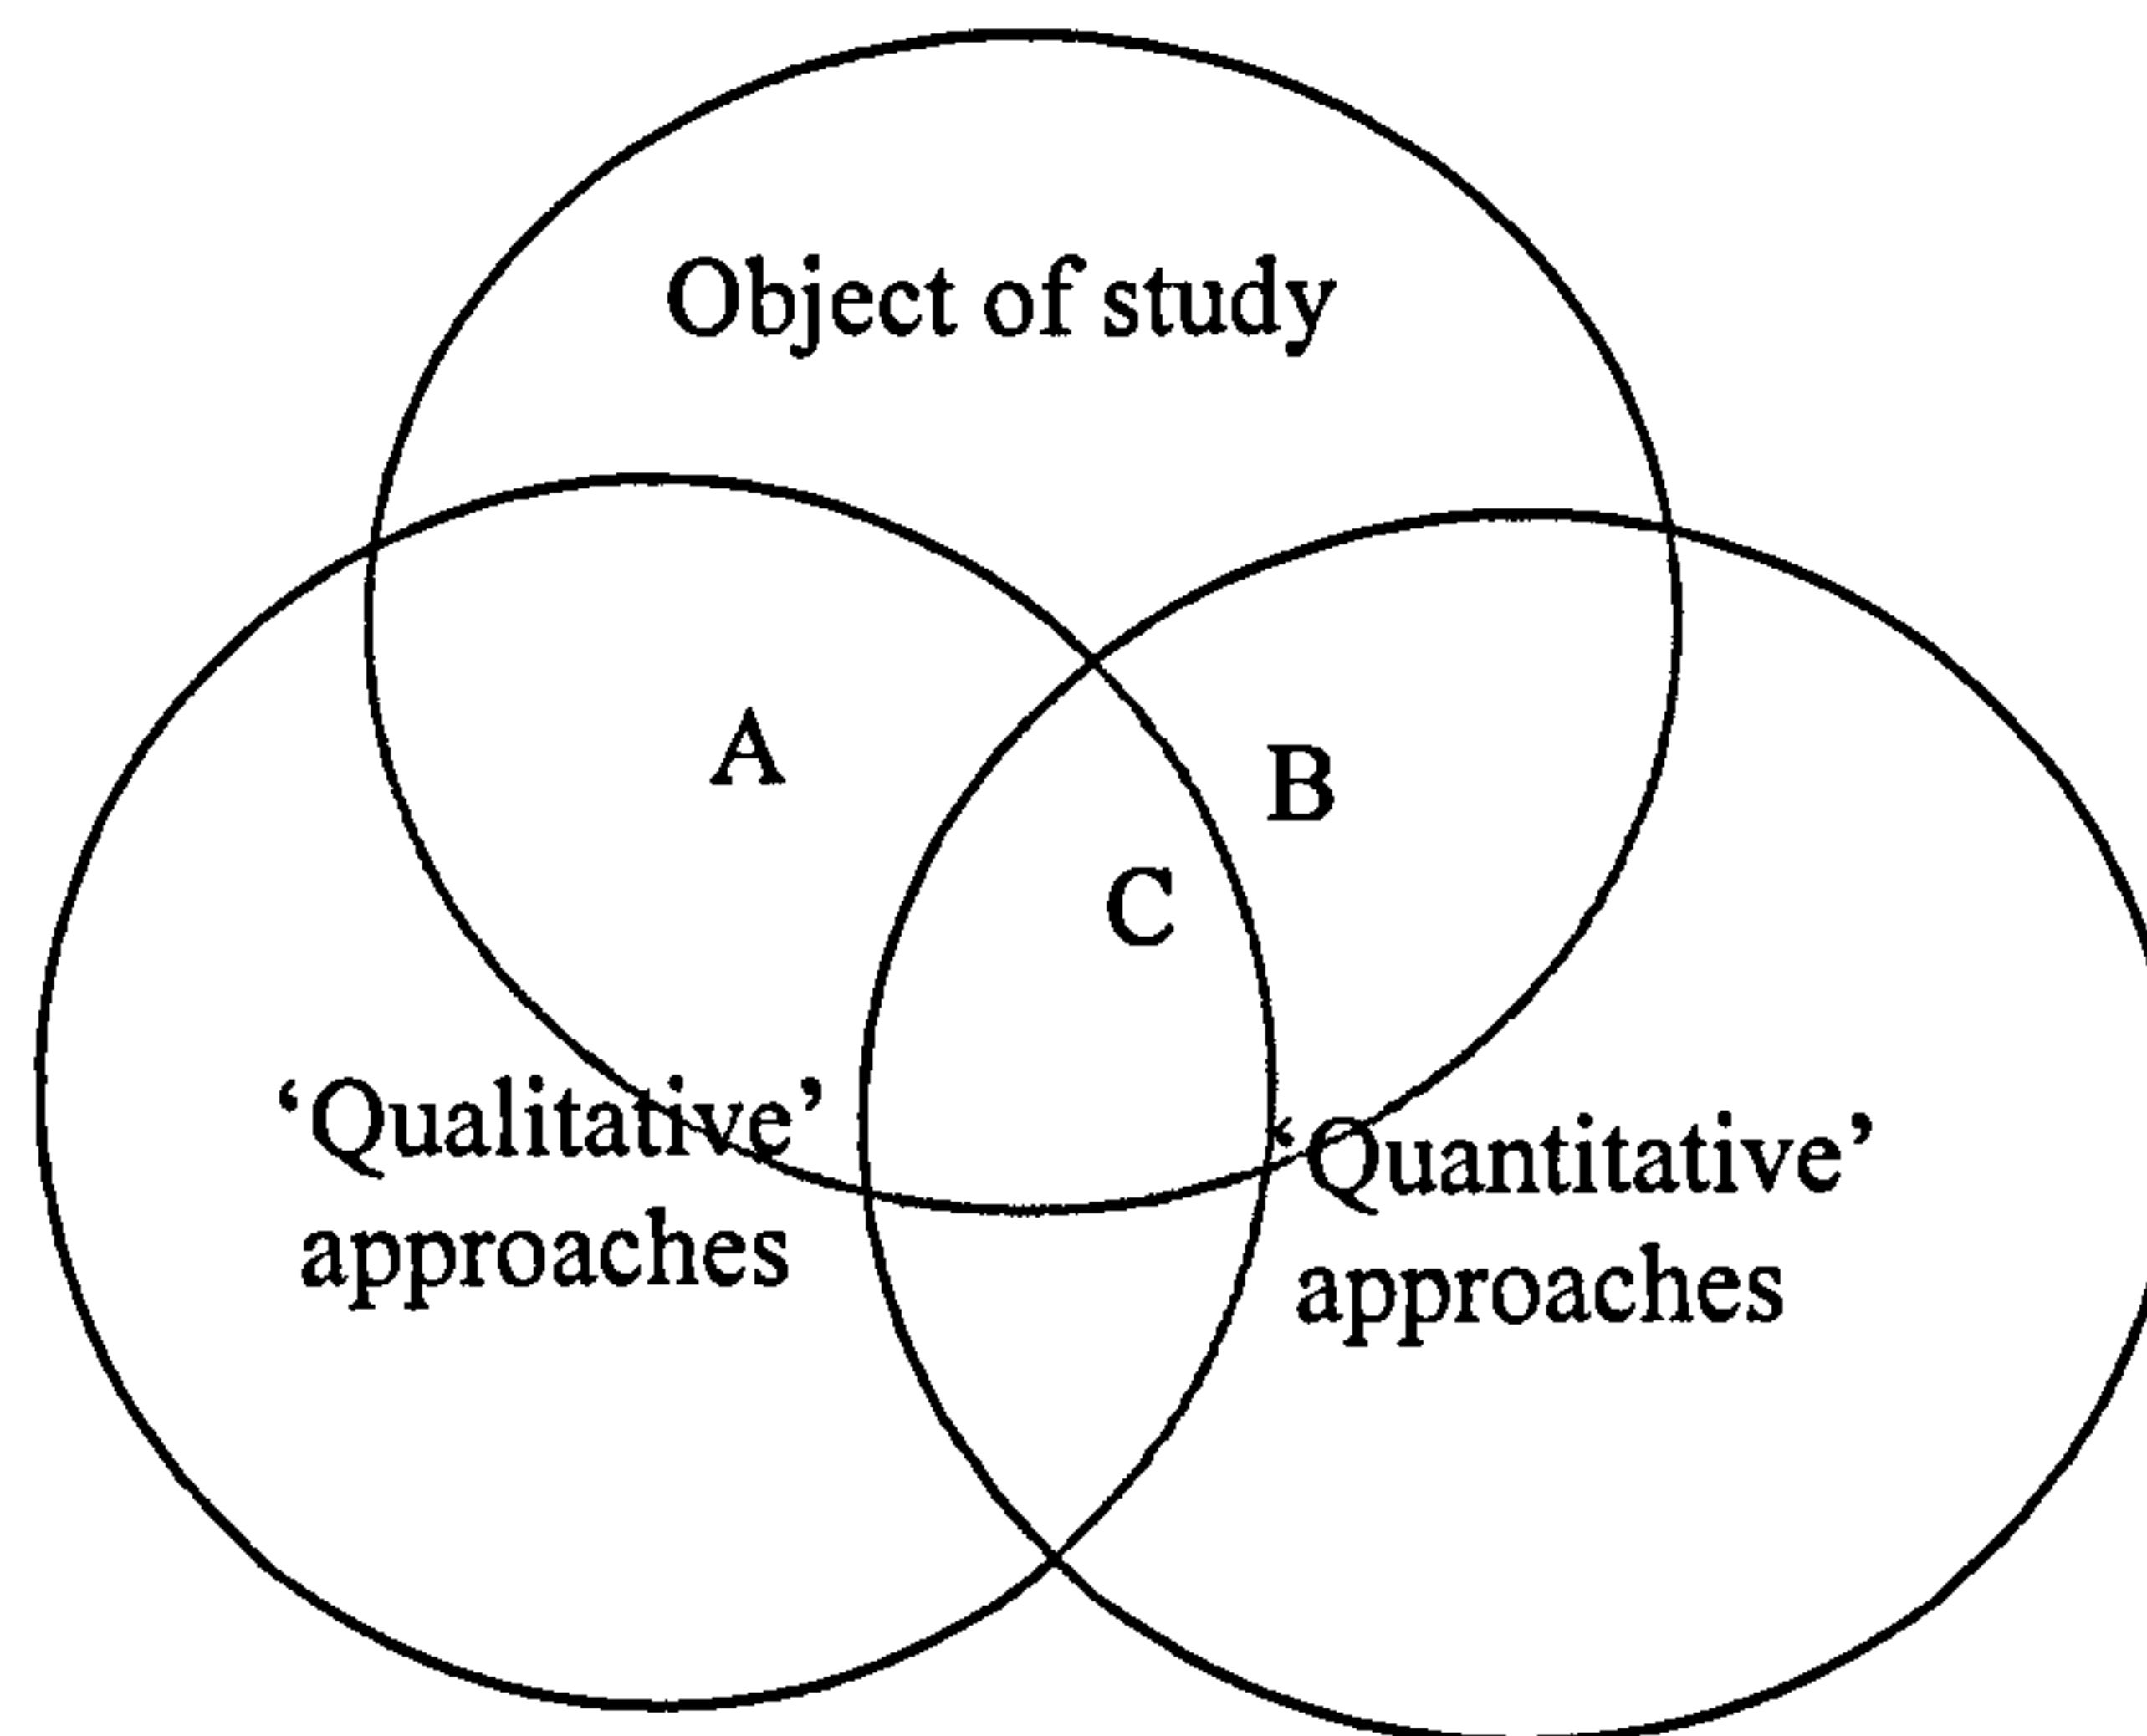 Object of study
A
B
C
‘Qualitative’
approaches
‘Quantitative’
approaches